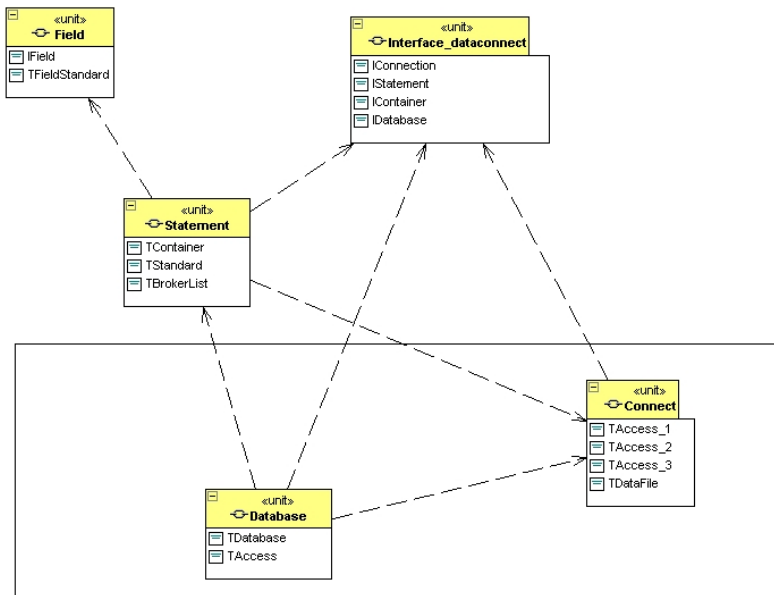 «unit»
Field
IField
TFieldStandard
«unit»
Interface_dataconnect
IConnection
IStatement
IContainer
IDatabase
«unit»
Statement
TContainer
TStandard
TBrokerList
«unit»
Connect
TAccess_1
TAccess_2
TAccess_3
TDataFile
«unit»
Database
TDatabase
TAccess